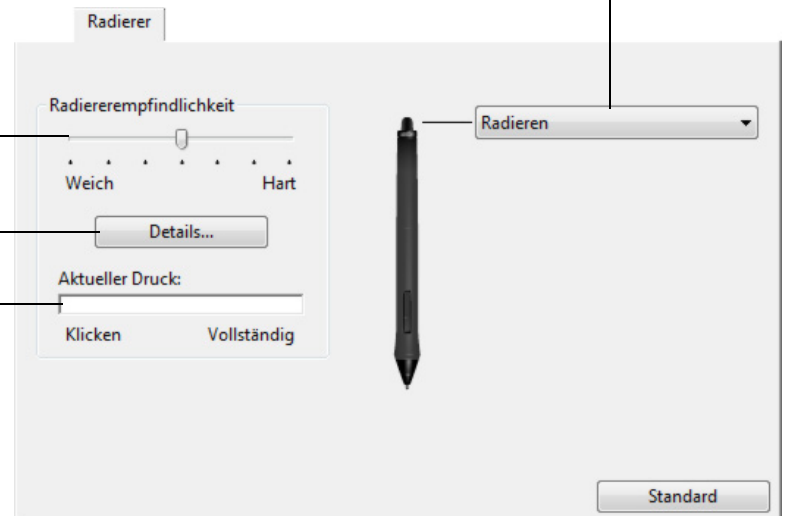 Radierer
Radiererempfindlichkeit
Weich Hart
Details...
Aktueller Druck:
Klicken Vollständig
Radieren
Standard